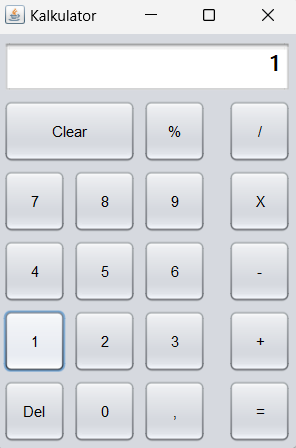 Kalkulator
1
Clear % /
7 8 9 X
4 5 6 -
1 2 3 +
Del 0 , =